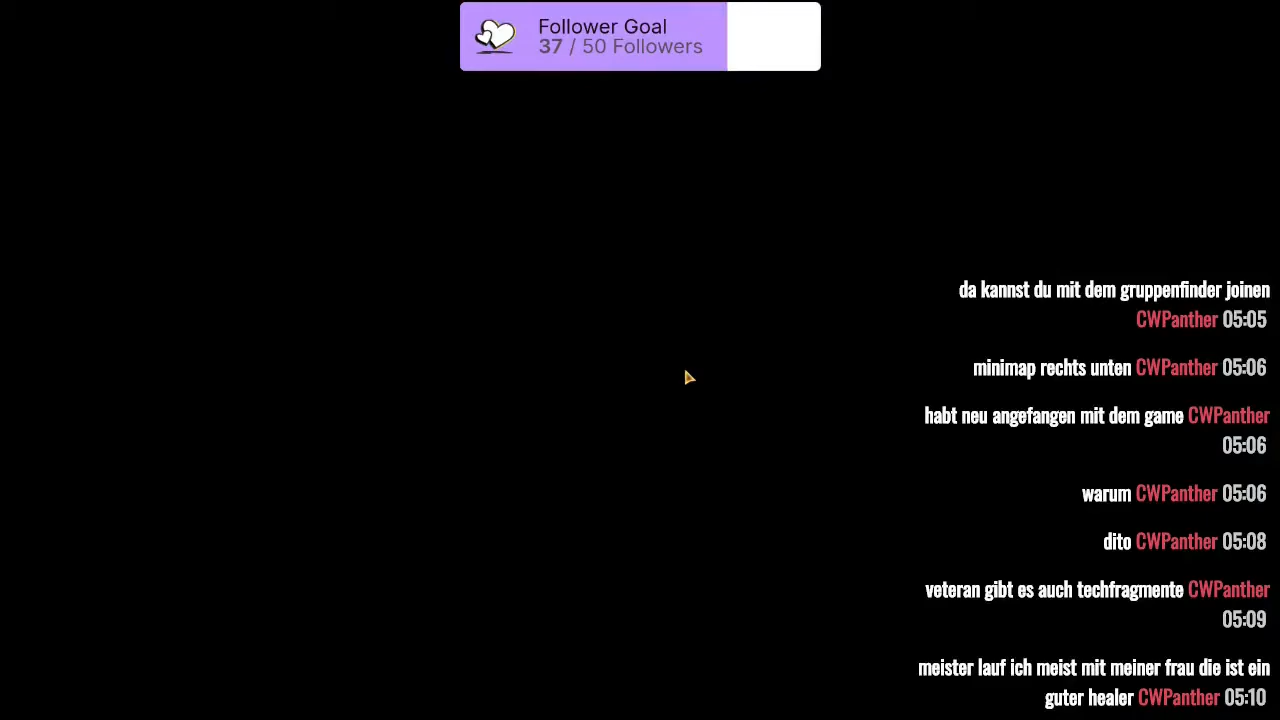 Follower Goal
37 / 50 Followers
da kannst du mit dem gruppenfinder joinen
CWPanther 05:05
minimap rechts unten CWPanther 05:06
habt neu angefangen mit dem game CWPanther
05:06
warum CWPanther 05:06
dito CWPanther 05:08
veteran gibt es auch techfragmente CWPanther
05:09
meister lauf ich meist mit meiner frau die ist ein
guter healer CWPanther 05:10